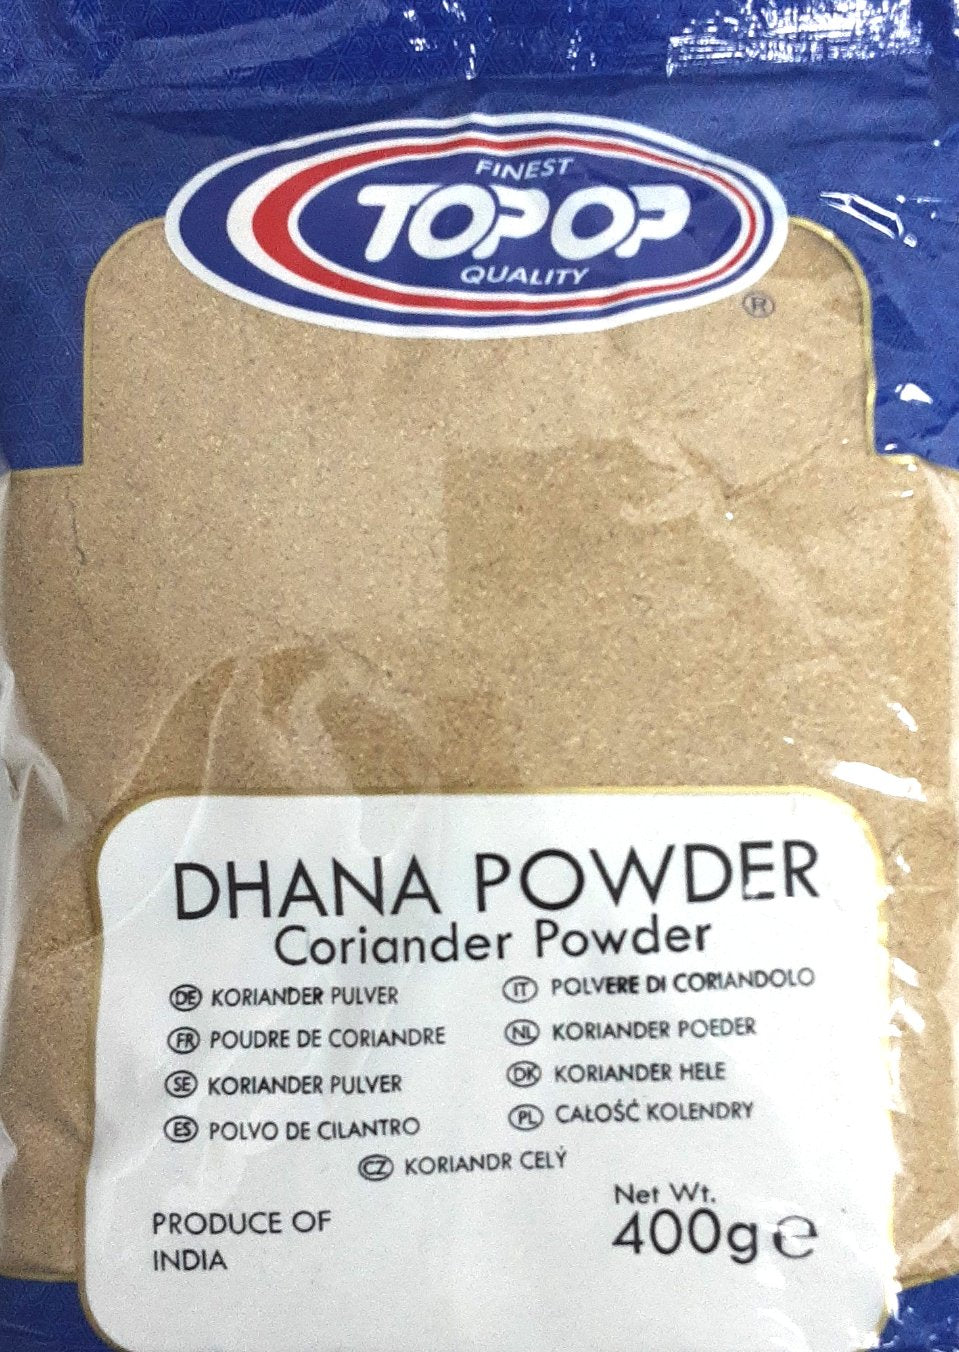 FINEST
TOPOP
QUALITY
®
DHANA POWDER
Coriander Powder
DE KORIANDER PULVER
FR POUDRE DE CORIANDRE
SE KORIANDER PULVER
ES POLVO DE CILANTRO
IT POLVERE DI CORIANDOLO
NL KORIANDER POEDER
DK KORIANDER HELE
PL CAŁOŚĆ KOLENDRY
CZ KORIANDR CELÝ
PRODUCE OF
INDIA
Net Wt.
400g ℮